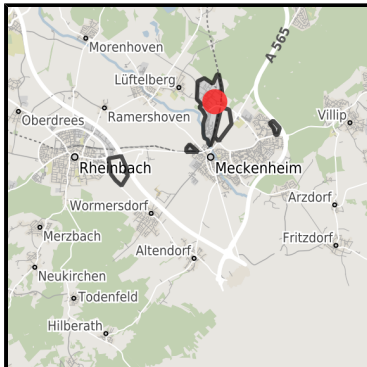 Morenhoven
A 565
Lüftelberg
Oberdrees
Ramershoven
Villip
Rheinbach
Meckenheim
Wormersdorf
Arzdorf
Merzbach
Altendorf
Fritzdorf
Neukirchen
Todenfeld
Hilberath